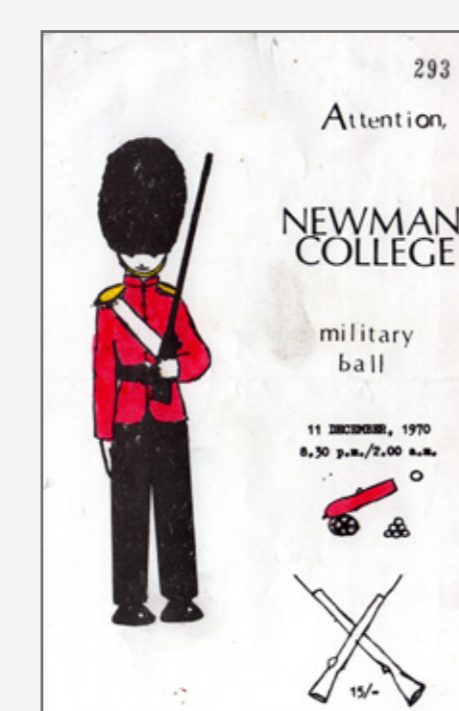 293
Attention,
NEWMAN
COLLEGE
military
ball
11 DECEMBER, 1970
8.30 p.m./2.00 a.m.
15/-